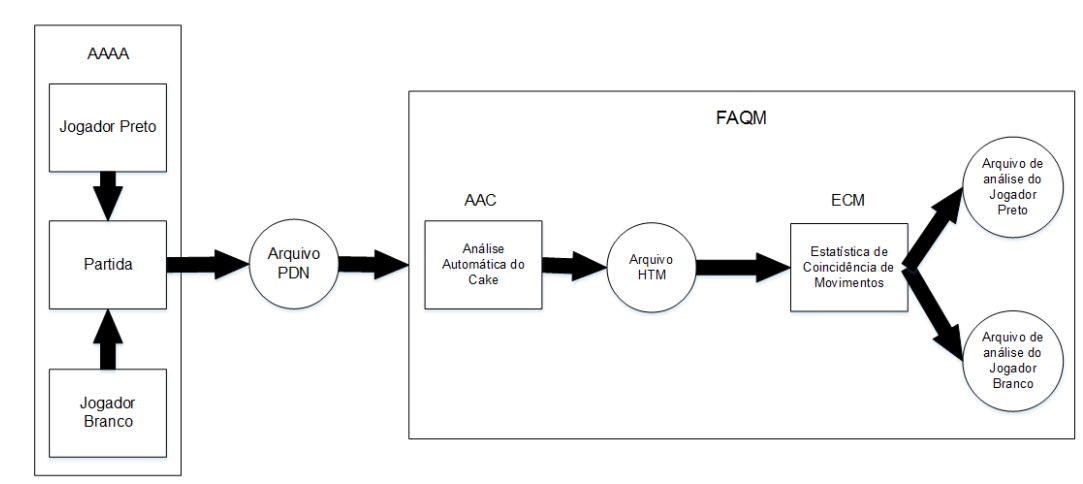 AAAA
Jogador Preto
Partida
Jogador
Branco
Arquivo
PDN
FAQM
AAC
Análise
Automática do
Cake
Arquivo
HTM
ECM
Estatística de
Coincidência de
Movimentos
Arquivo de
análise do
Jogador
Preto
Arquivo de
análise do
Jogador
Branco